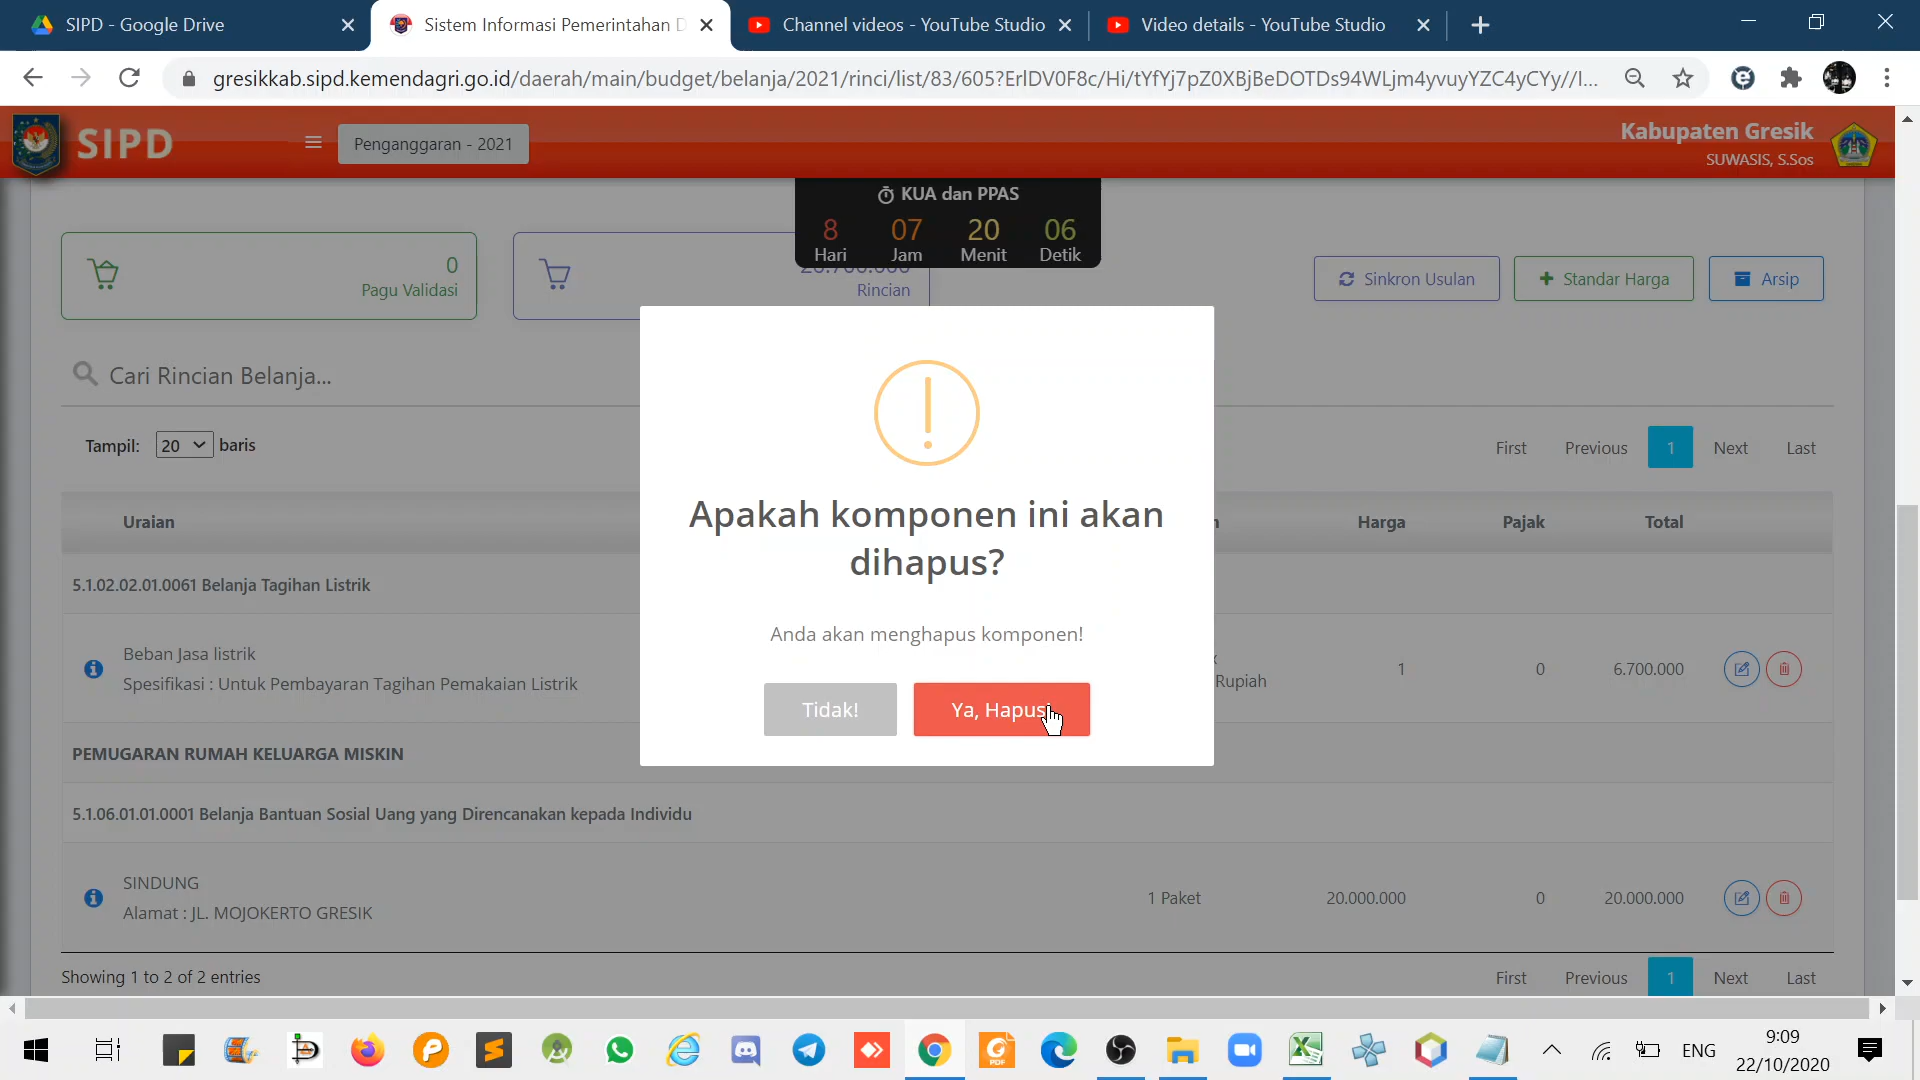 SIPD - Google Drive
Sistem Informasi Pemerintahan D
Channel videos - YouTube Studio
Video details - YouTube Studio
gresikkab.sipd.kemendagri.go.id/daerah/main/budget/belanja/2021/rinci/list/83/605?ErlDV0F8c/Hi/tYfYj7pZ0XBjBeDOTDs94WLjm4yvuyYZC4yCYy//l...
SIPD
Penganggaran - 2021
Kabupaten Gresik
SUWASIS, S.Sos
KUA dan PPAS
8 07 20 06
Hari Jam Menit Detik
0
Pagu Validasi
Rincian
Sinkron Usulan
Standar Harga
Arsip
Cari Rincian Belanja...
Tampil: 20 baris
First Previous 1 Next Last
Uraian Harga Pajak Total
5.1.02.02.01.0061 Belanja Tagihan Listrik
Beban Jasa listrik
Spesifikasi : Untuk Pembayaran Tagihan Pemakaian Listrik
Rupiah
1 0 6.700.000
PEMUGARAN RUMAH KELUARGA MISKIN
5.1.06.01.01.0001 Belanja Bantuan Sosial Uang yang Direncanakan kepada Individu
SINDUNG
Alamat : JL. MOJOKERTO GRESIK
1 Paket 20.000.000 0 20.000.000
Showing 1 to 2 of 2 entries
First Previous 1 Next Last
Apakah komponen ini akan
dihapus?
Anda akan menghapus komponen!
Tidak!
Ya, Hapus
ENG
9:09
22/10/2020